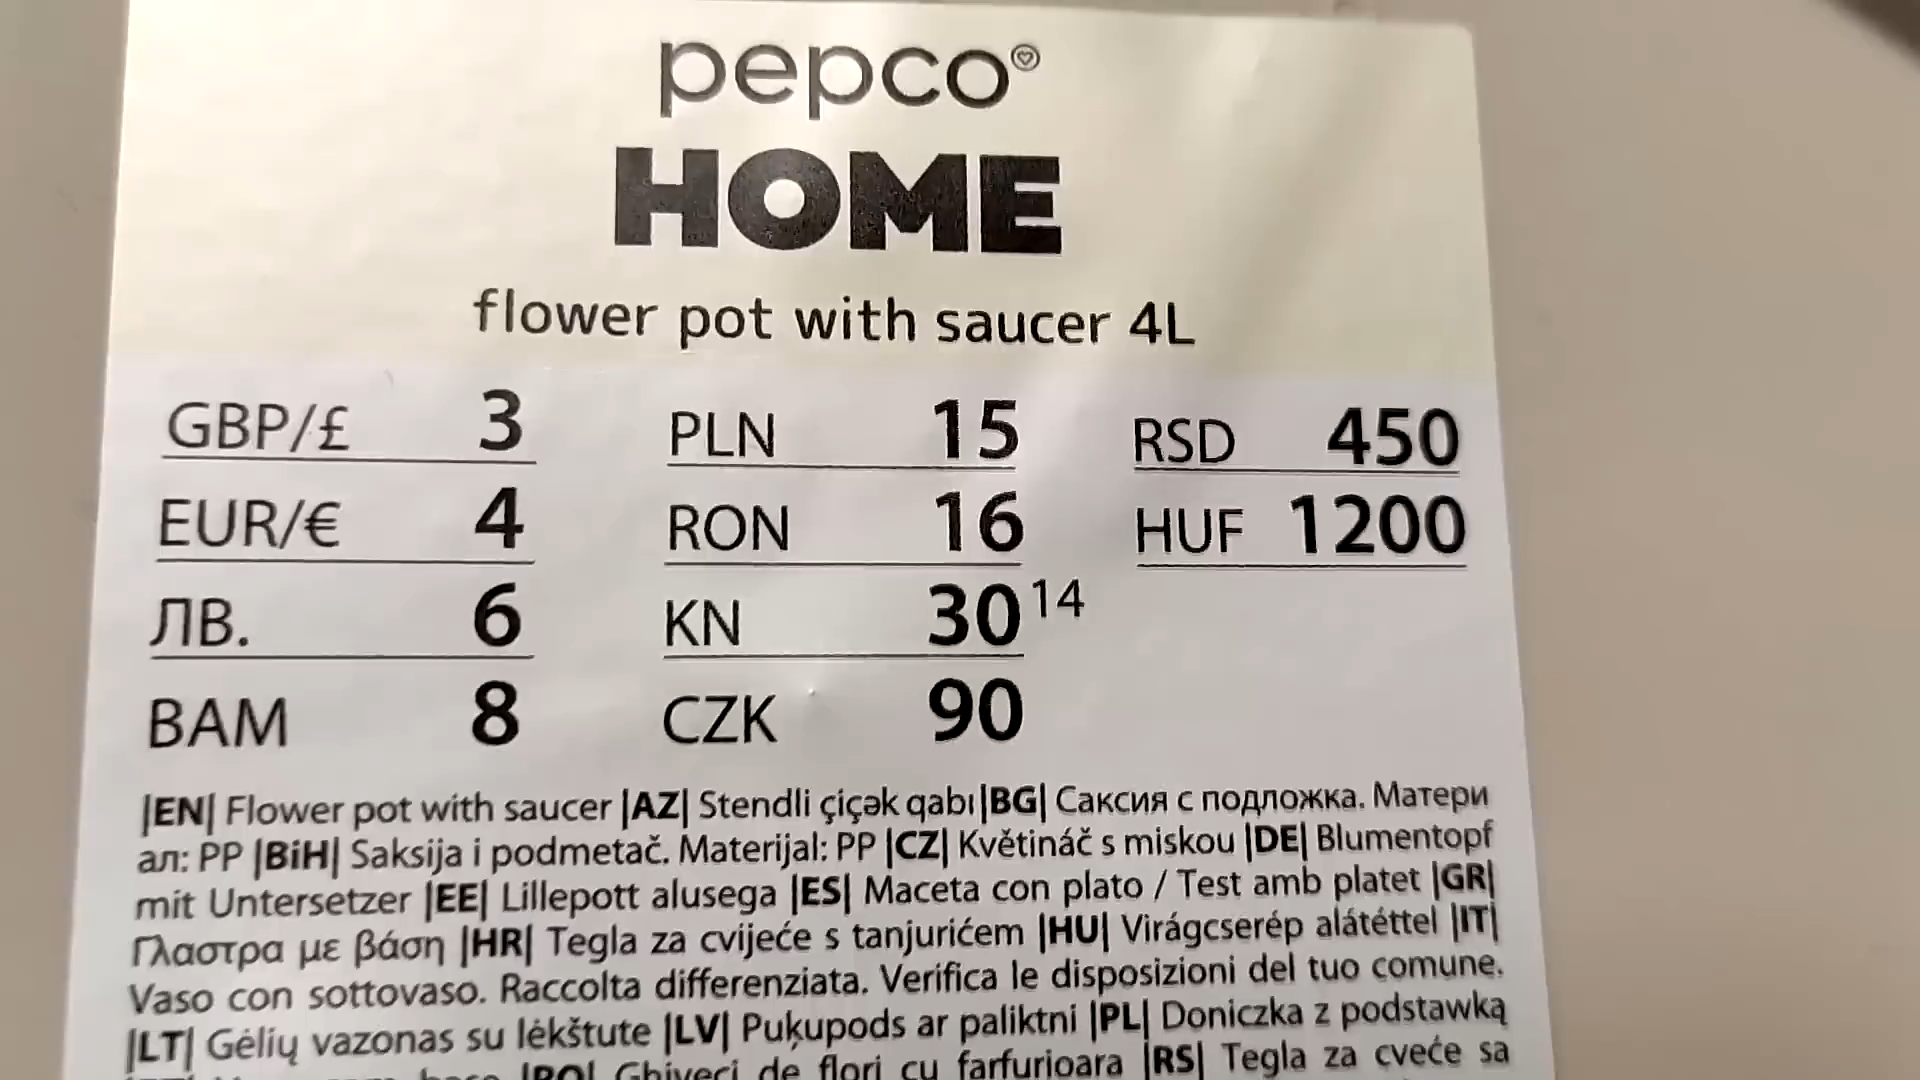 pepco
HOME
flower pot with saucer 4L
GBP/£ 3 PLN 15 RSD 450
EUR/€ 4 RON 16 HUF 1200
ЛВ. 6 KN 30 14
BAM 8 CZK 90
|EN| Flower pot with saucer |AZ| Stendli çiçək qabı |BG| Саксия с подложка. Матери
ал: PP |BiH| Saksija i podmetač. Materijal: PP |CZ| Květináč s miskou |DE| Blumentopf
mit Untersetzer |EE| Lillepott alusega |ES| Maceta con plato / Test amb platet |GR|
Γλαστρα με βάση |HR| Tegla za cvijeće s tanjurićem |HU| Virágcserép alátéttel |IT|
Vaso con sottovaso. Raccolta differenziata. Verifica le disposizioni del tuo comune.
|LT| Gėlių vazonas su lėkštute |LV| Puķupods ar paliktni |PL| Doniczka z podstawką
|RO| Ghiveci de flori cu farfurioara |RS| Tegla za cveće sa